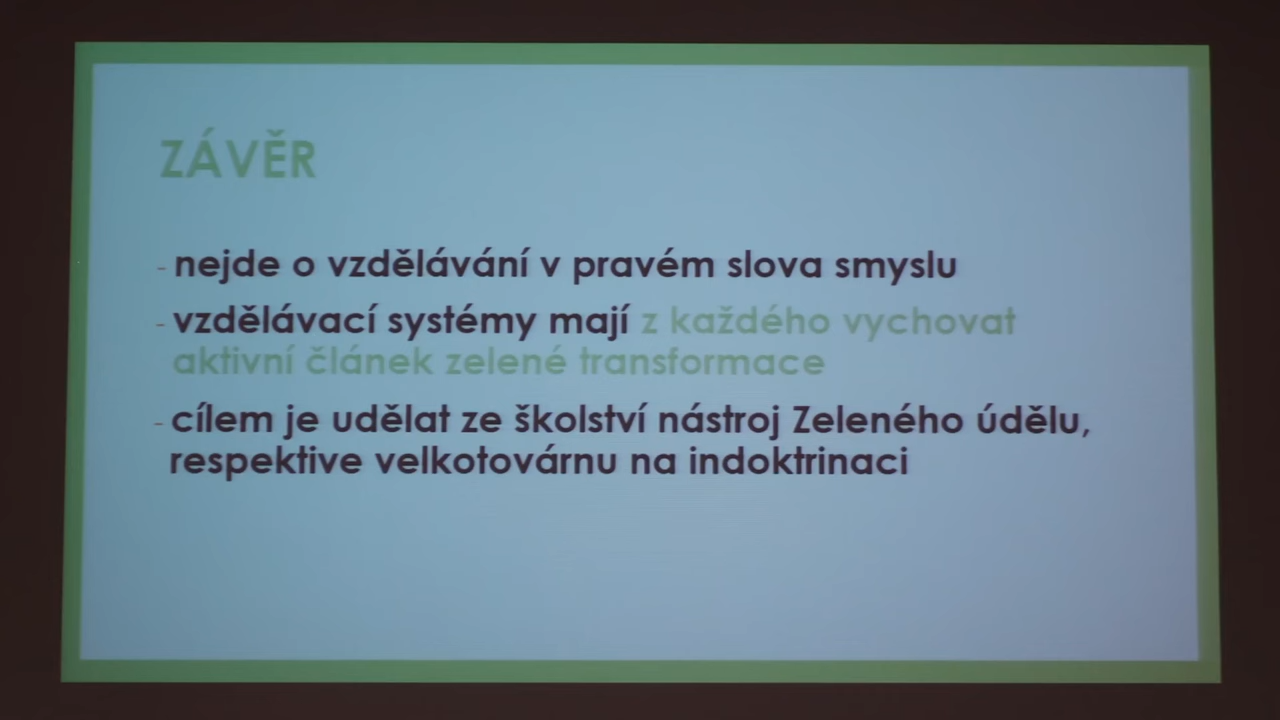 ZÁVĚR
- nejde o vzdělávání v pravém slova smyslu
- vzdělávací systémy mají z každého vychovat
aktivní článek zelené transformace
- cílem je udělat ze školství nástroj Zeleného údělu,
respektive velkotovárnu na indoktrinaci